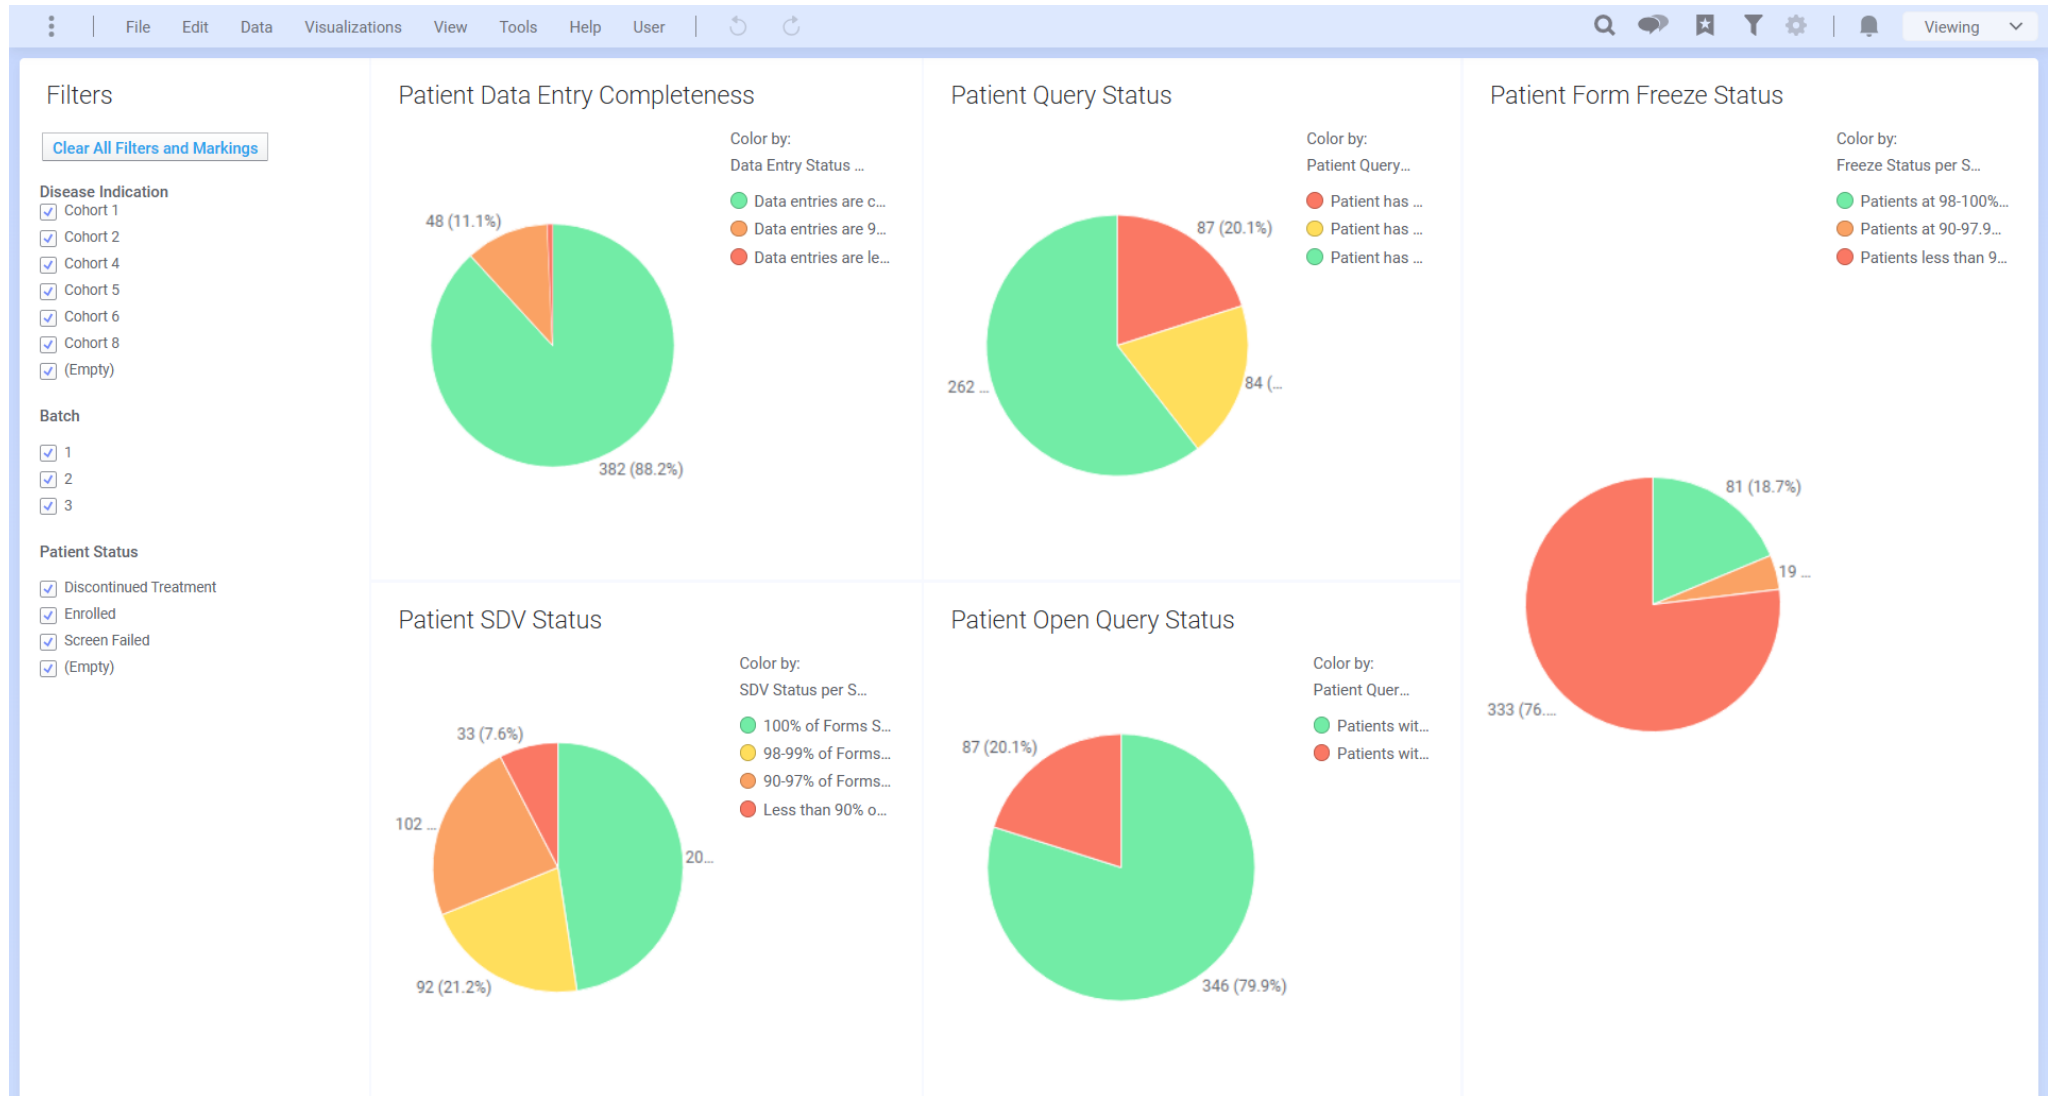 File Edit Data Visualizations View Tools Help User Viewing
Filters
Clear All Filters and Markings
Disease Indication
Cohort 1
Cohort 2
Cohort 4
Cohort 5
Cohort 6
Cohort 8
(Empty)
Batch
1
2
3
Patient Status
Discontinued Treatment
Enrolled
Screen Failed
(Empty)
Patient Data Entry Completeness
Color by:
Data Entry Status ...
Data entries are c...
Data entries are 9...
Data entries are le...
48 (11.1%)
382 (88.2%)
Patient Query Status
Color by:
Patient Query...
Patient has ...
Patient has ...
Patient has ...
87 (20.1%)
84 (...
262 ...
Patient Form Freeze Status
Color by:
Freeze Status per S...
Patients at 98-100%...
Patients at 90-97.9...
Patients less than 9...
81 (18.7%)
19 ...
333 (76....
Patient SDV Status
Color by:
SDV Status per S...
100% of Forms S...
98-99% of Forms...
90-97% of Forms...
Less than 90% o...
33 (7.6%)
102 ...
20...
92 (21.2%)
Patient Open Query Status
Color by:
Patient Quer...
Patients wit...
Patients wit...
87 (20.1%)
346 (79.9%)